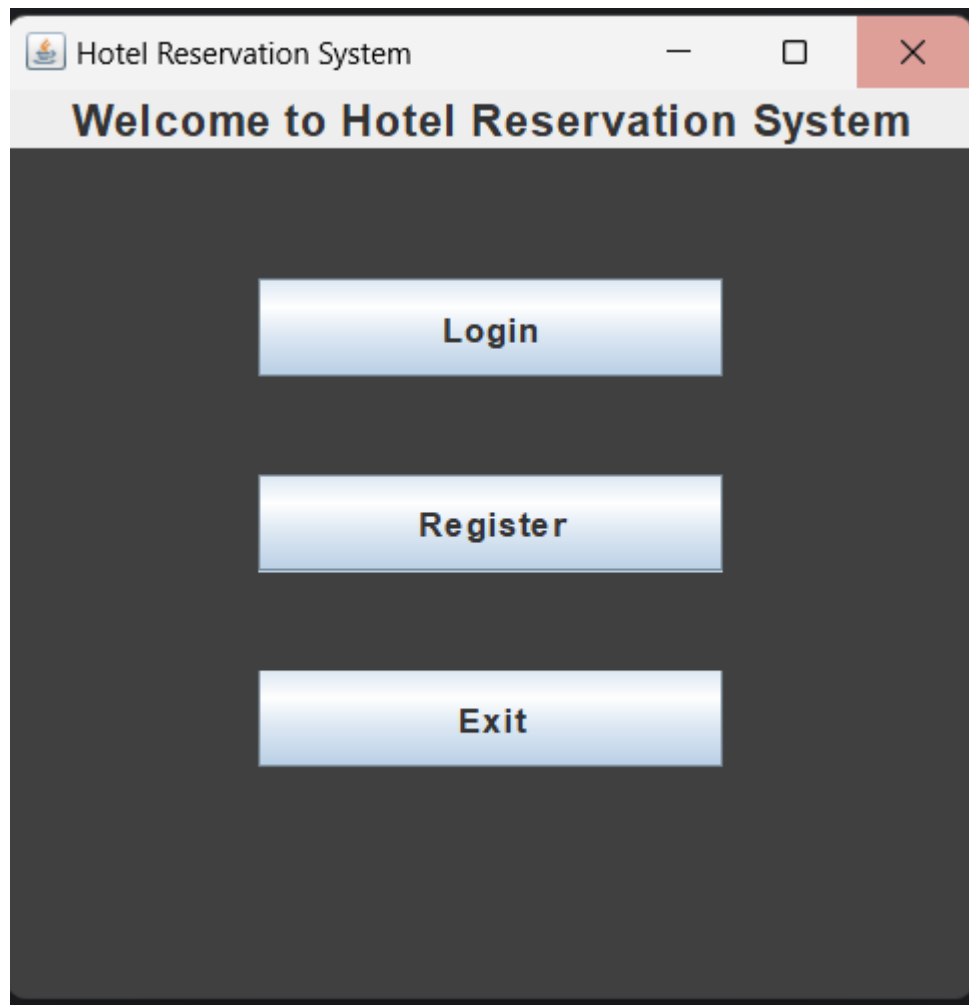 Hotel Reservation System
Welcome to Hotel Reservation System
Login
Register
Exit